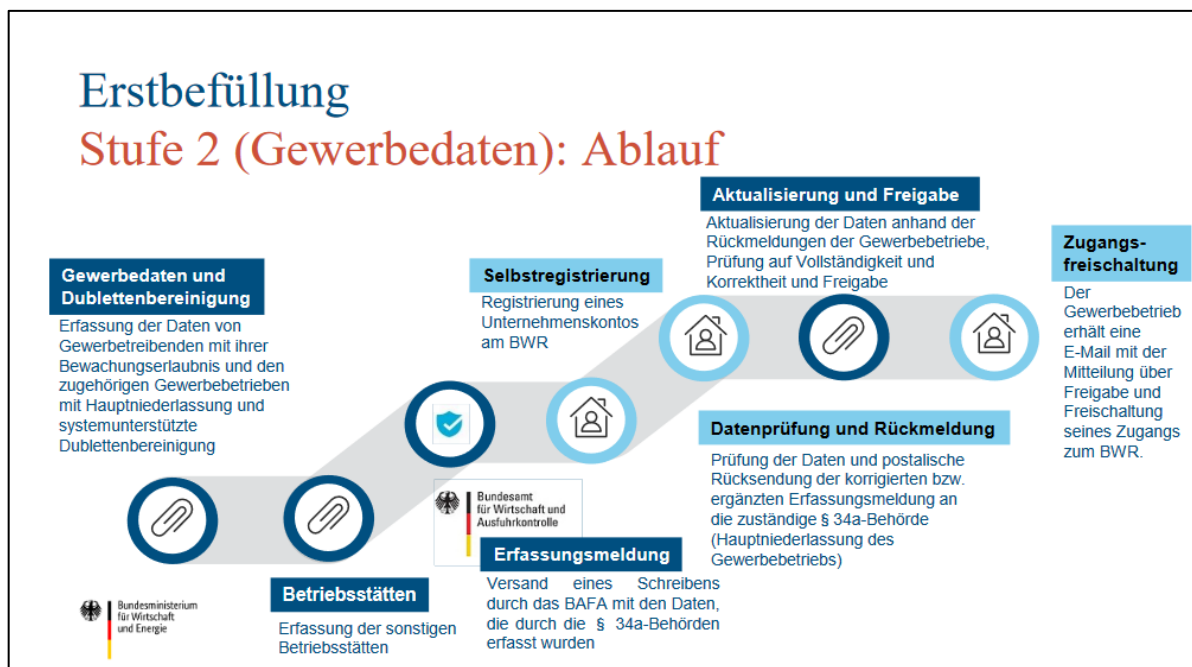 Erstbefüllung
Stufe 2 (Gewerbedaten): Ablauf
Gewerbedaten und
Dublettenbereinigung
Erfassung der Daten von
Gewerbetreibenden mit ihrer
Bewachungserlaubnis und den
zugehörigen Gewerbebetrieben
mit Hauptniederlassung und
systemunterstützte
Dublettenbereinigung
Betriebsstätten
Erfassung der sonstigen
Betriebsstätten
Bundesamt
für Wirtschaft und
Ausfuhrkontrolle
Erfassungsmeldung
Versand eines Schreibens
durch das BAFA mit den Daten,
die durch die § 34a-Behörden
erfasst wurden
Selbstregistrierung
Registrierung eines
Unternehmenskontos
am BWR
Datenprüfung und Rückmeldung
Prüfung der Daten und postalische
Rücksendung der korrigierten bzw.
ergänzten Erfassungsmeldung an
die zuständige § 34a-Behörde
(Hauptniederlassung des
Gewerbebetriebs)
Aktualisierung und Freigabe
Aktualisierung der Daten anhand der
Rückmeldungen der Gewerbebetriebe,
Prüfung auf Vollständigkeit und
Korrektheit und Freigabe
Zugangs-
freischaltung
Der
Gewerbebetrieb
erhält eine
E-Mail mit der
Mitteilung über
Freigabe und
Freischaltung
seines Zugangs
zum BWR.
Bundesministerium
für Wirtschaft
und Energie